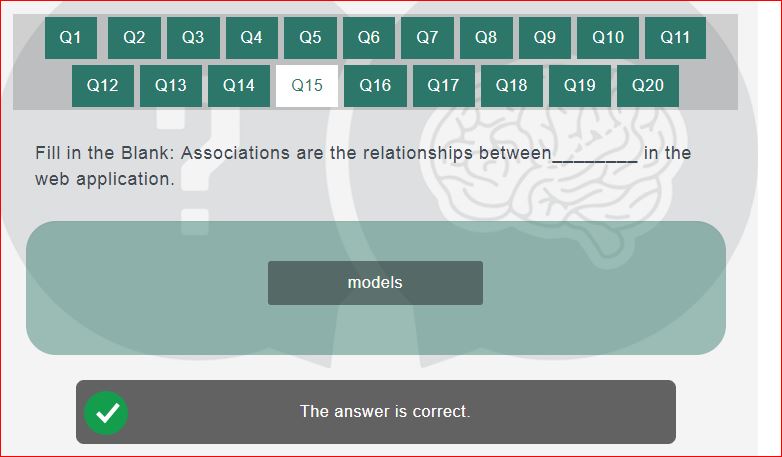 Q1 Q2 Q3 Q4 Q5 Q6 Q7 Q8 Q9 Q10 Q11
Q12 Q13 Q14 Q15 Q16 Q17 Q18 Q19 Q20
Fill in the Blank: Associations are the relationships between________ in the
web application.
models
The answer is correct.